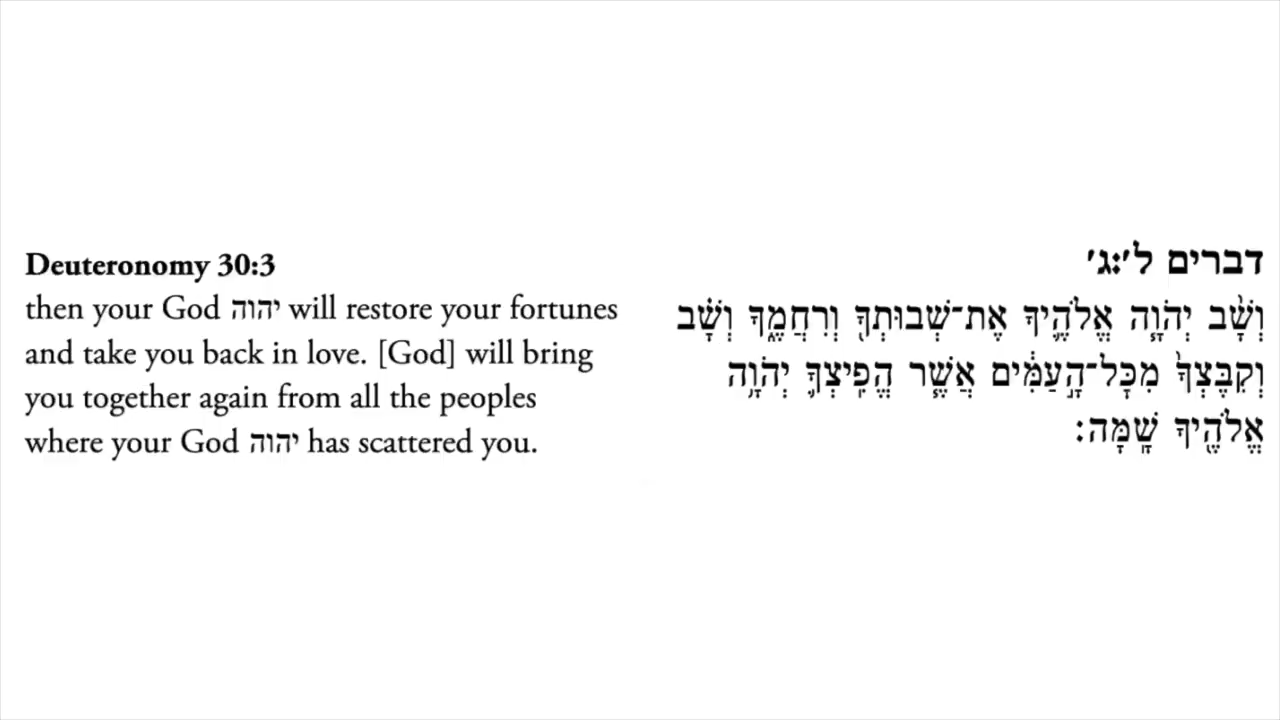 Deuteronomy 30:3
then your God יהוה will restore your fortunes
and take you back in love. [God] will bring
you together again from all the peoples
where your God יהוה has scattered you.
דברים ל׳:ג׳
וְשָׁ֨ב יְהֹוָ֧ה אֱלֹהֶ֛יךָ אֶת־שְׁבוּתְךָ֖ וְרִחֲמֶ֑ךָ וְשָׁ֗ב
וְקִבֶּצְךָ֙ מִכׇּל־הָ֣עַמִּ֔ים אֲשֶׁ֧ר הֱפִֽיצְךָ֛ יְהֹוָ֥ה
אֱלֹהֶ֖יךָ שָֽׁמָּה׃